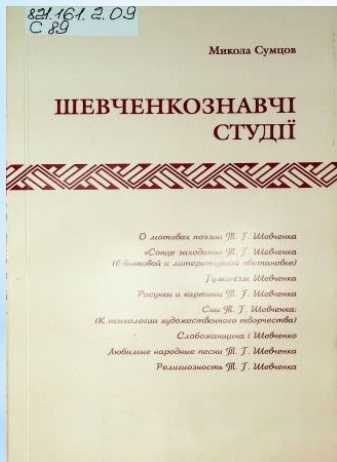 821.161.2.09
С 89
Микола Сумцов
ШЕВЧЕНКОЗНАВЧІ
СТУДІЇ
О мотивах поэзии Т. Г. Шевченка
«Сонце заходить» Т. Г. Шевченка
(в бытовой и литературной обстановке)
Гуманізм Шевченка
Рисунки и картины Т. Г. Шевченка
Сны Т. Г. Шевченка:
(К психологии художественного творчества)
Слобожанщина і Шевченко
Любимые народные песни Т. Г. Шевченка
Религиозность Т. Г. Шевченка